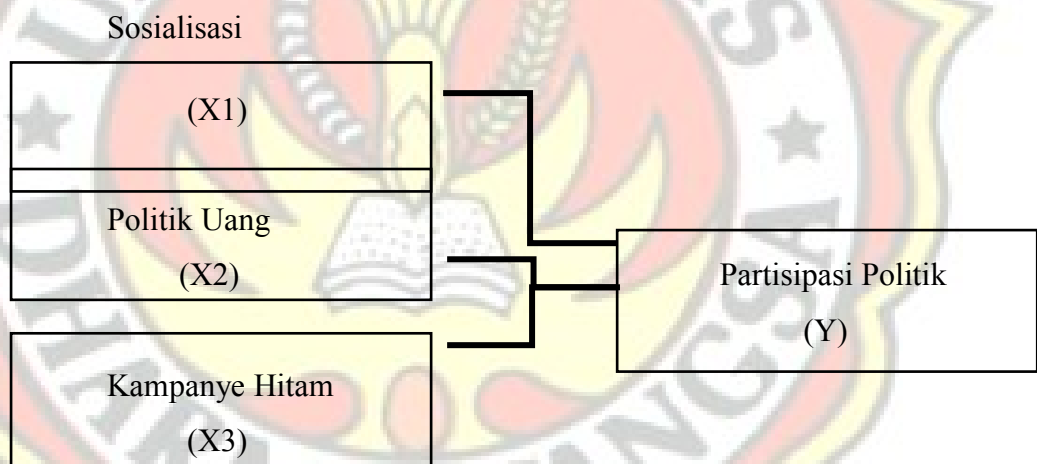 Sosialisasi
(X1)
Politik Uang
(X2)
Partisipasi Politik
(Y)
Kampanye Hitam
(X3)